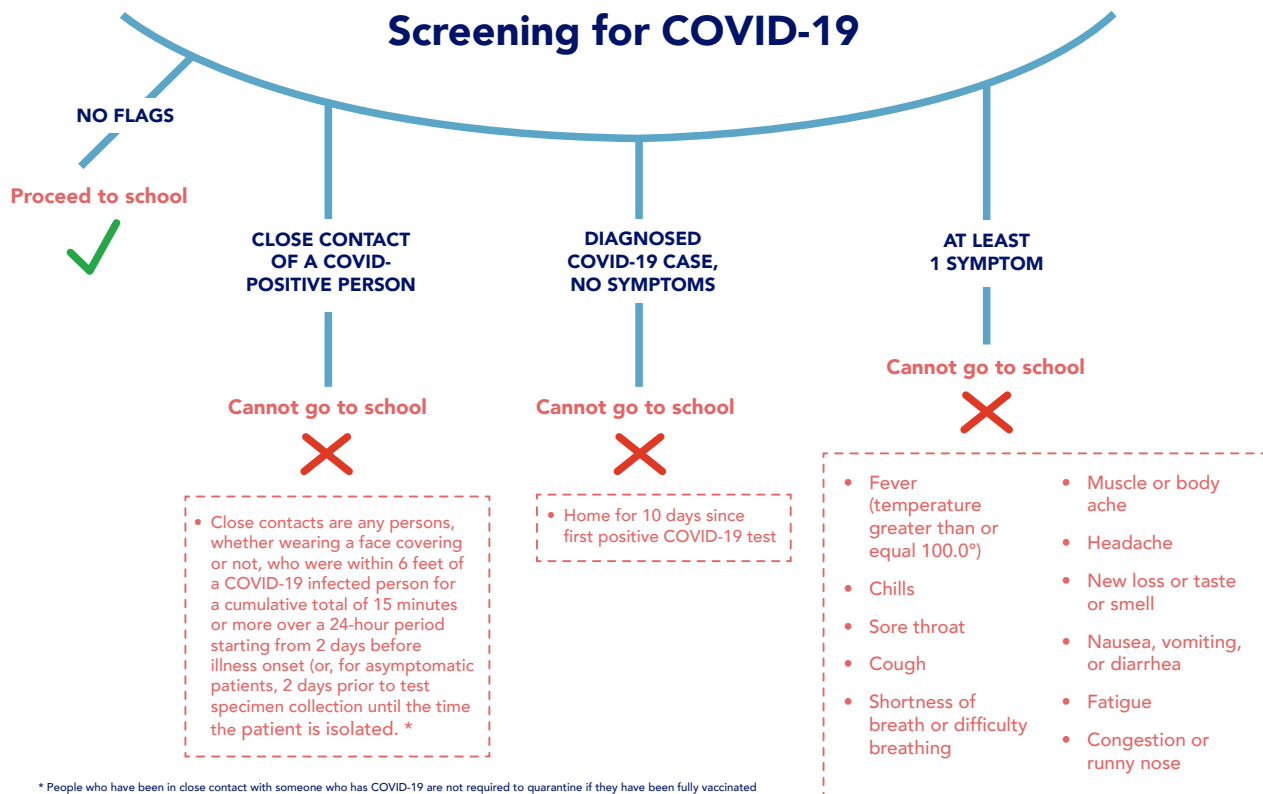 Screening for COVID-19
NO FLAGS
Proceed to school
CLOSE CONTACT
OF A COVID-
POSITIVE PERSON
Cannot go to school
• Close contacts are any persons,
whether wearing a face covering
or not, who were within 6 feet of
a COVID-19 infected person for
a cumulative total of 15 minutes
or more over a 24-hour period
starting from 2 days before
illness onset (or, for asymptomatic
patients, 2 days prior to test
specimen collection until the time
the patient is isolated. *
DIAGNOSED
COVID-19 CASE,
NO SYMPTOMS
Cannot go to school
• Home for 10 days since
first positive COVID-19 test
AT LEAST
1 SYMPTOM
Cannot go to school
• Fever
(temperature
greater than or
equal 100.0º)
• Chills
• Sore throat
• Cough
• Shortness of
breath or difficulty
breathing
• Muscle or body
ache
• Headache
• New loss or taste
or smell
• Nausea, vomiting,
or diarrhea
• Fatigue
• Congestion or
runny nose
* People who have been in close contact with someone who has COVID-19 are not required to quarantine if they have been fully vaccinated